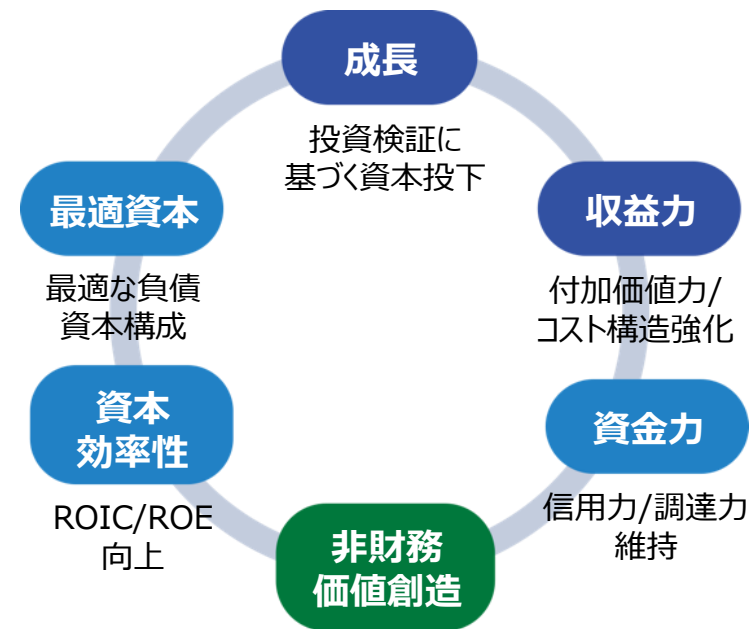 成長
投資検証に
基づく資本投下
収益力
付加価値力/
コスト構造強化
資金力
信用力/調達力
維持
非財務
価値創造
資本
効率性
ROIC/ROE
向上
最適資本
最適な負債
資本構成